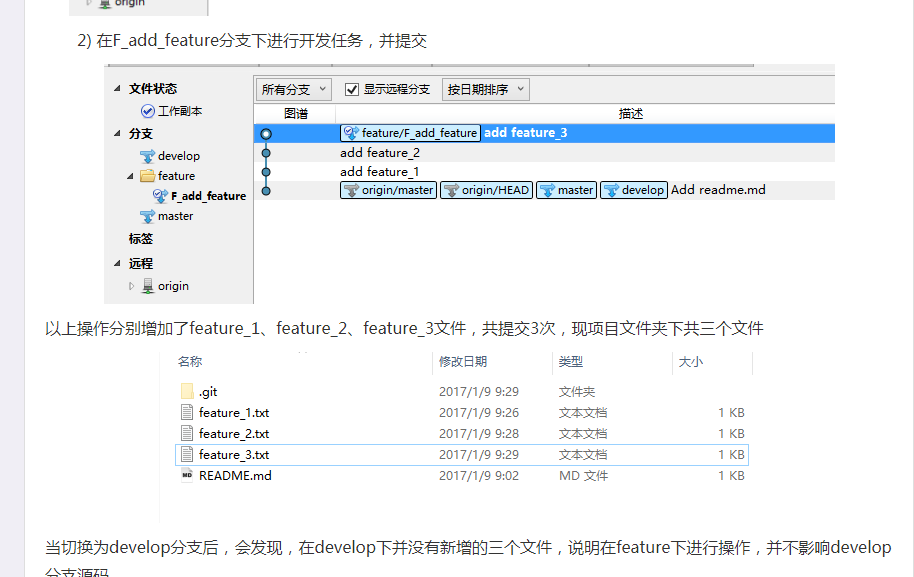 origin
2) 在F_add_feature分支下进行开发任务，并提交
文件状态
工作副本
分支
develop
feature
F_add_feature
master
标签
远程
origin
所有分支 显示远程分支 按日期排序
图谱 描述
feature/F_add_feature add feature_3
add feature_2
add feature_1
origin/master origin/HEAD master develop Add readme.md
以上操作分别增加了feature_1、feature_2、feature_3文件，共提交3次，现项目文件夹下共三个文件
名称 修改日期 类型 大小
.git 2017/1/9 9:29 文件夹
feature_1.txt 2017/1/9 9:26 文本文档 1 KB
feature_2.txt 2017/1/9 9:28 文本文档 1 KB
feature_3.txt 2017/1/9 9:29 文本文档 1 KB
README.md 2017/1/9 9:02 MD 文件 1 KB
当切换为develop分支后，会发现，在develop下并没有新增的三个文件，说明在feature下进行操作，并不影响develop
分支源码